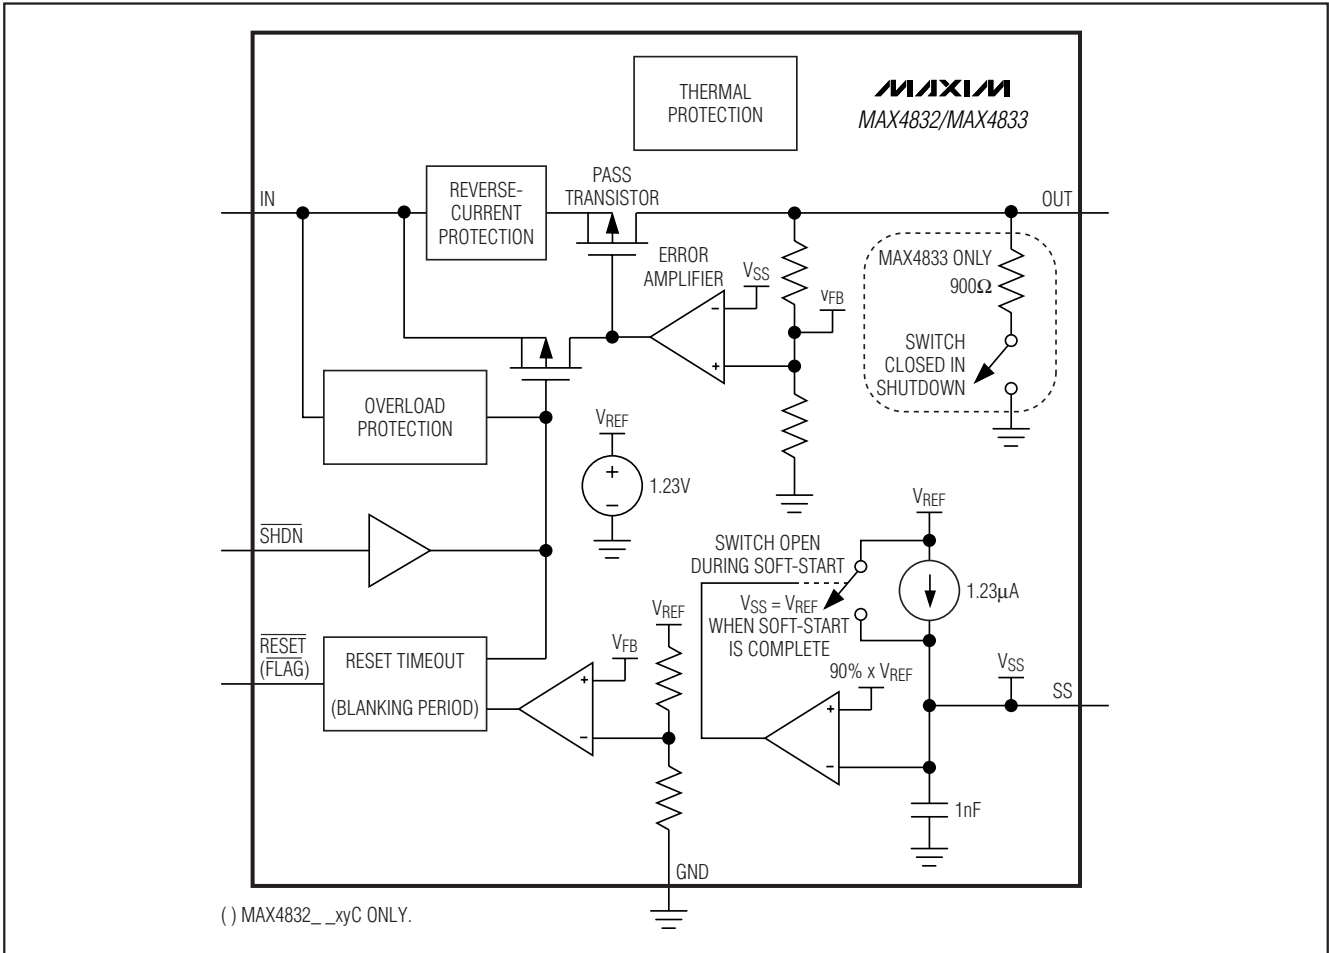 THERMAL
PROTECTION
MAXIM
MAX4832/MAX4833
IN
REVERSE-
CURRENT
PROTECTION
PASS
TRANSISTOR
OUT
ERROR
AMPLIFIER
VSS
-
+
vFB
MAX4833 ONLY
900Ω
SWITCH
CLOSED IN
SHUTDOWN
OVERLOAD
PROTECTION
VREF
+
−
1.23V
SHDN
VREF
SWITCH OPEN
DURING SOFT-START
1.23µA
VSS = VREF
WHEN SOFT-START
IS COMPLETE
RESET
(FLAG)
RESET TIMEOUT
(BLANKING PERIOD)
VFB
+
−
VREF
90% x VREF
+
−
VSS
SS
1nF
GND
( ) MAX4832_ _xyC ONLY.